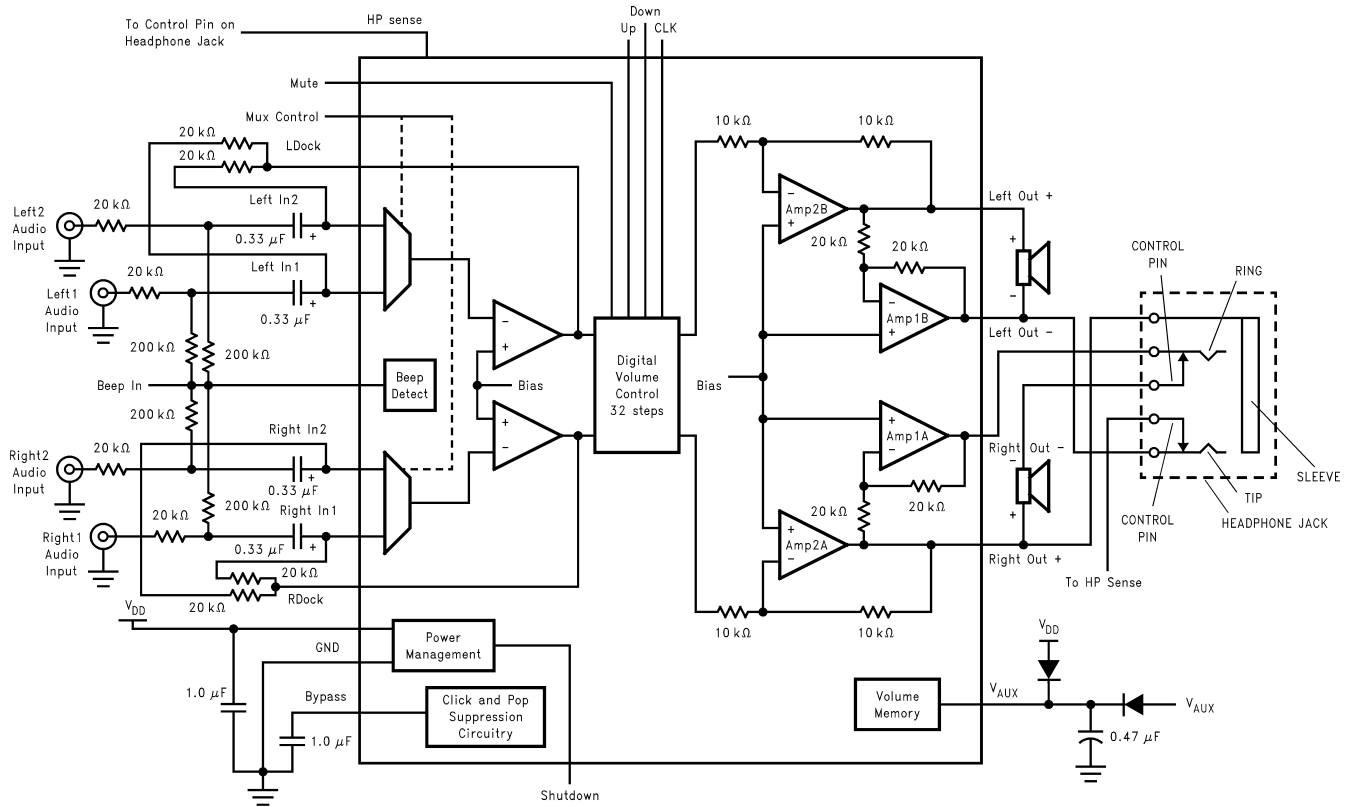 To Control Pin on
Headphone Jack
HP sense
Down
Up
CLK
Mute
Mux Control
20 kΩ
LDock
20 kΩ
Left2
Audio
Input
20 kΩ
Left In2
0.33 μF
+
Left1
Audio
Input
20 kΩ
Left In1
0.33 μF
+
200 kΩ
200 kΩ
Beep In
Beep
Detect
200 kΩ
200 kΩ
Right2
Audio
Input
20 kΩ
Right In2
0.33 μF
+
Right1
Audio
Input
20 kΩ
Right In1
0.33 μF
+
20 kΩ
20 kΩ
RDock
−
+
Bias
+
−
Digital
Volume
Control
32 steps
10 kΩ
10 kΩ
−
Amp2B
+
20 kΩ
20 kΩ
−
Amp1B
+
Bias
+
Amp1A
−
20 kΩ
20 kΩ
+
Amp2A
−
10 kΩ
10 kΩ
Left Out +
+
−
Left Out −
Right Out −
−
+
Right Out +
CONTROL
PIN
RING
SLEEVE
TIP
HEADPHONE JACK
CONTROL
PIN
To HP Sense
VDD
GND
Power
Management
1.0 μF
Bypass
Click and Pop
Suppression
Circuitry
1.0 μF
Shutdown
Volume
Memory
VAUX
VDD
VAUX
0.47 μF